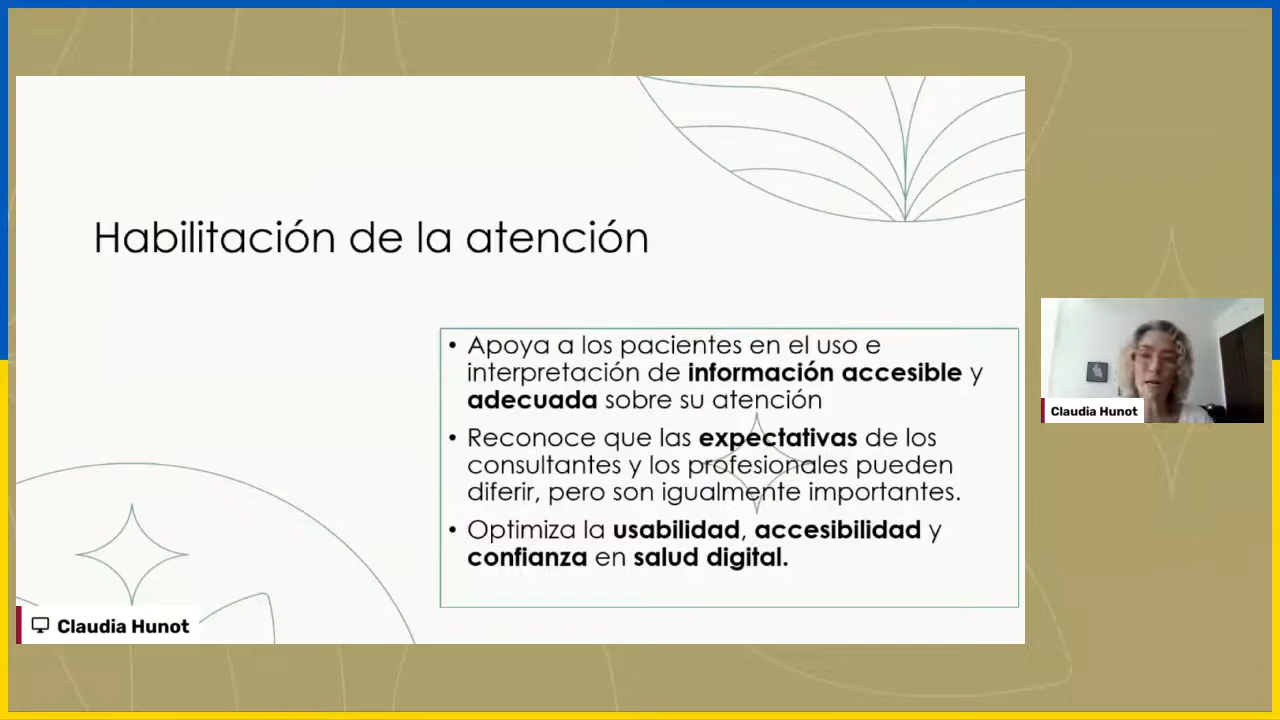 Habilitación de la atención
• Apoya a los pacientes en el uso e
interpretación de información accesible y
adecuada sobre su atención
• Reconoce que las expectativas de los
consultantes y los profesionales pueden
diferir, pero son igualmente importantes.
• Optimiza la usabilidad, accesibilidad y
confianza en salud digital.
Claudia Hunot
Claudia Hunot